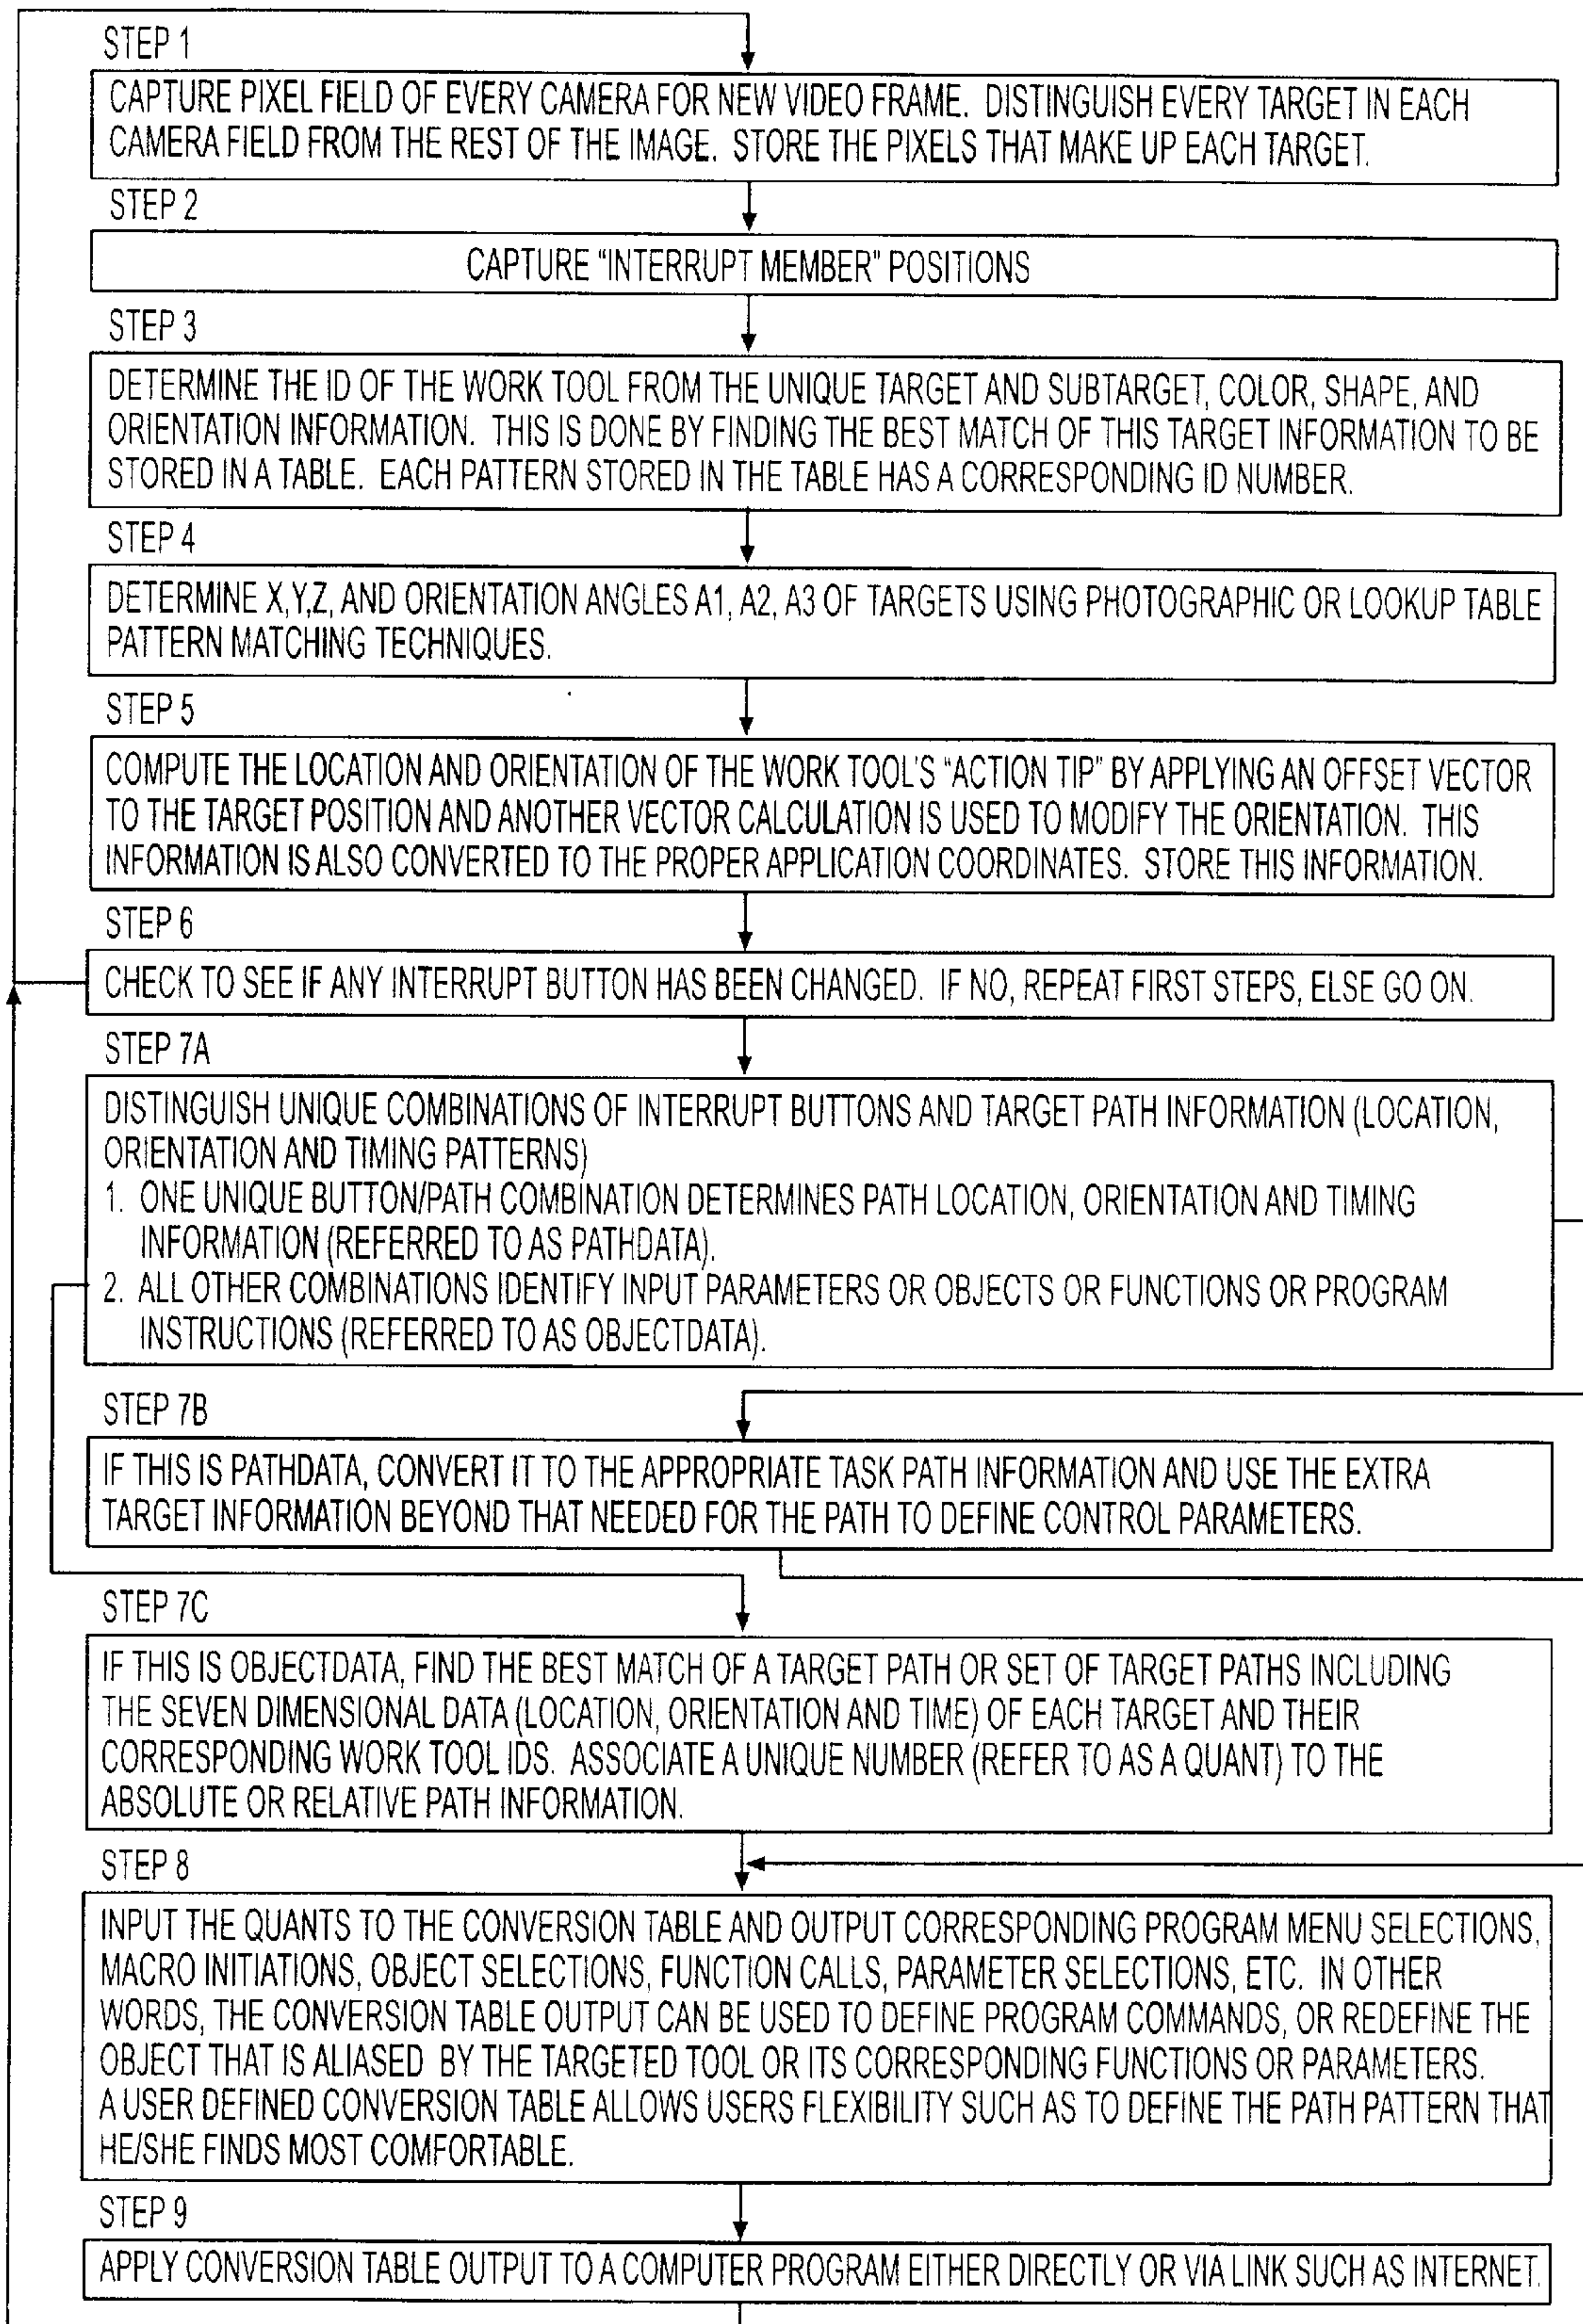 STEP 1
CAPTURE PIXEL FIELD OF EVERY CAMERA FOR NEW VIDEO FRAME. DISTINGUISH EVERY TARGET IN EACH
CAMERA FIELD FROM THE REST OF THE IMAGE. STORE THE PIXELS THAT MAKE UP EACH TARGET.
STEP 2
CAPTURE "INTERRUPT MEMBER" POSITIONS
STEP 3
DETERMINE THE ID OF THE WORK TOOL FROM THE UNIQUE TARGET AND SUBTARGET, COLOR, SHAPE, AND
ORIENTATION INFORMATION. THIS IS DONE BY FINDING THE BEST MATCH OF THIS TARGET INFORMATION TO BE
STORED IN A TABLE. EACH PATTERN STORED IN THE TABLE HAS A CORRESPONDING ID NUMBER.
STEP 4
DETERMINE X,Y,Z, AND ORIENTATION ANGLES A1, A2, A3 OF TARGETS USING PHOTOGRAPHIC OR LOOKUP TABLE
PATTERN MATCHING TECHNIQUES.
STEP 5
COMPUTE THE LOCATION AND ORIENTATION OF THE WORK TOOL'S "ACTION TIP" BY APPLYING AN OFFSET VECTOR
TO THE TARGET POSITION AND ANOTHER VECTOR CALCULATION IS USED TO MODIFY THE ORIENTATION. THIS
INFORMATION IS ALSO CONVERTED TO THE PROPER APPLICATION COORDINATES. STORE THIS INFORMATION.
STEP 6
CHECK TO SEE IF ANY INTERRUPT BUTTON HAS BEEN CHANGED. IF NO, REPEAT FIRST STEPS, ELSE GO ON.
STEP 7A
DISTINGUISH UNIQUE COMBINATIONS OF INTERRUPT BUTTONS AND TARGET PATH INFORMATION (LOCATION,
ORIENTATION AND TIMING PATTERNS)
1. ONE UNIQUE BUTTON/PATH COMBINATION DETERMINES PATH LOCATION, ORIENTATION AND TIMING
INFORMATION (REFERRED TO AS PATHDATA).
2. ALL OTHER COMBINATIONS IDENTIFY INPUT PARAMETERS OR OBJECTS OR FUNCTIONS OR PROGRAM
INSTRUCTIONS (REFERRED TO AS OBJECTDATA).
STEP 7B
IF THIS IS PATHDATA, CONVERT IT TO THE APPROPRIATE TASK PATH INFORMATION AND USE THE EXTRA
TARGET INFORMATION BEYOND THAT NEEDED FOR THE PATH TO DEFINE CONTROL PARAMETERS.
STEP 7C
IF THIS IS OBJECTDATA, FIND THE BEST MATCH OF A TARGET PATH OR SET OF TARGET PATHS INCLUDING
THE SEVEN DIMENSIONAL DATA (LOCATION, ORIENTATION AND TIME) OF EACH TARGET AND THEIR
CORRESPONDING WORK TOOL IDS. ASSOCIATE A UNIQUE NUMBER (REFER TO AS A QUANT) TO THE
ABSOLUTE OR RELATIVE PATH INFORMATION.
STEP 8
INPUT THE QUANTS TO THE CONVERSION TABLE AND OUTPUT CORRESPONDING PROGRAM MENU SELECTIONS,
MACRO INITIATIONS, OBJECT SELECTIONS, FUNCTION CALLS, PARAMETER SELECTIONS, ETC. IN OTHER
WORDS, THE CONVERSION TABLE OUTPUT CAN BE USED TO DEFINE PROGRAM COMMANDS, OR REDEFINE THE
OBJECT THAT IS ALIASED BY THE TARGETED TOOL OR ITS CORRESPONDING FUNCTIONS OR PARAMETERS.
A USER DEFINED CONVERSION TABLE ALLOWS USERS FLEXIBILITY SUCH AS TO DEFINE THE PATH PATTERN THAT
HE/SHE FINDS MOST COMFORTABLE.
STEP 9
APPLY CONVERSION TABLE OUTPUT TO A COMPUTER PROGRAM EITHER DIRECTLY OR VIA LINK SUCH AS INTERNET.